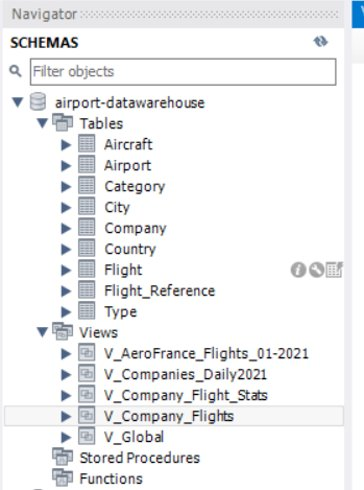 Navigator
SCHEMAS
Filter objects
airport-datawarehouse
Tables
Aircraft
Airport
Category
City
Company
Country
Flight
Flight_Reference
Type
Views
V_AeroFrance_Flights_01-2021
V_Companies_Daily2021
V_Company_Flight_Stats
V_Company_Flights
V_Global
Stored Procedures
Functions